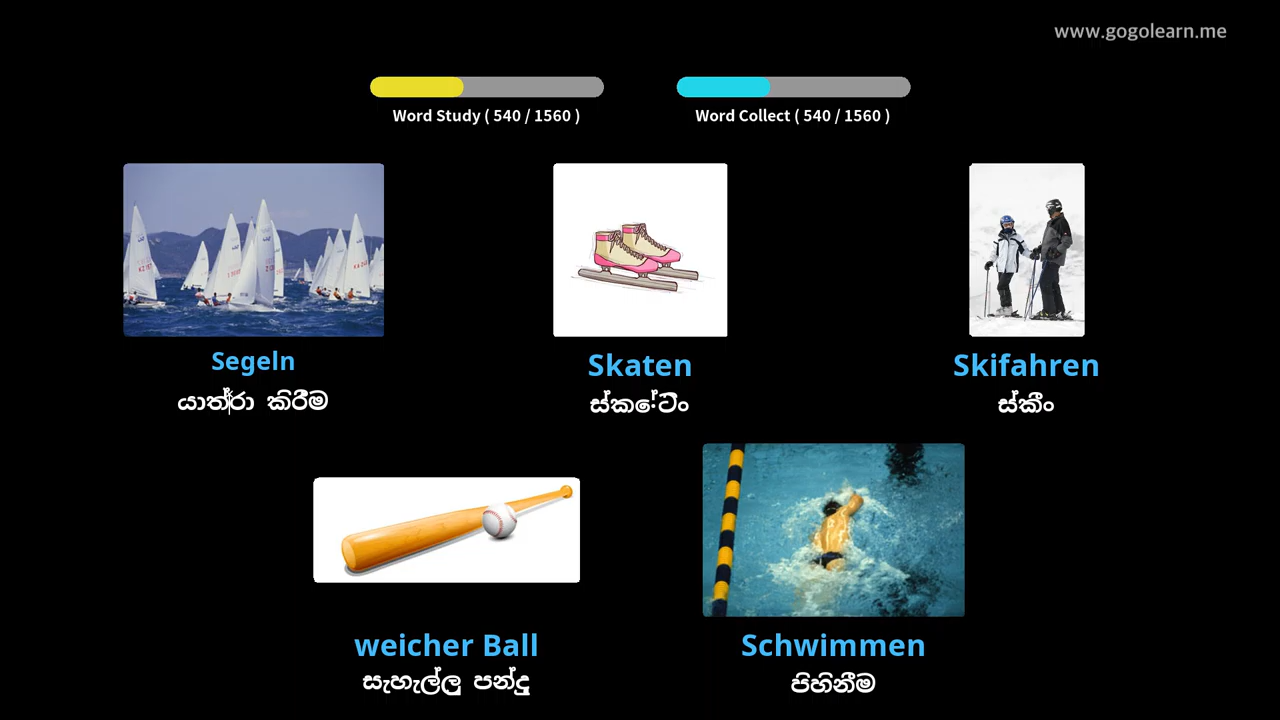 www.gogolearn.me
Word Study ( 540 / 1560 )
Word Collect ( 540 / 1560 )
Segeln
යාත්‍රා කිරීම
Skaten
ස්කේටිං
Skifahren
ස්කීං
weicher Ball
සැහැල්ලු පන්දු
Schwimmen
පිහිනීම